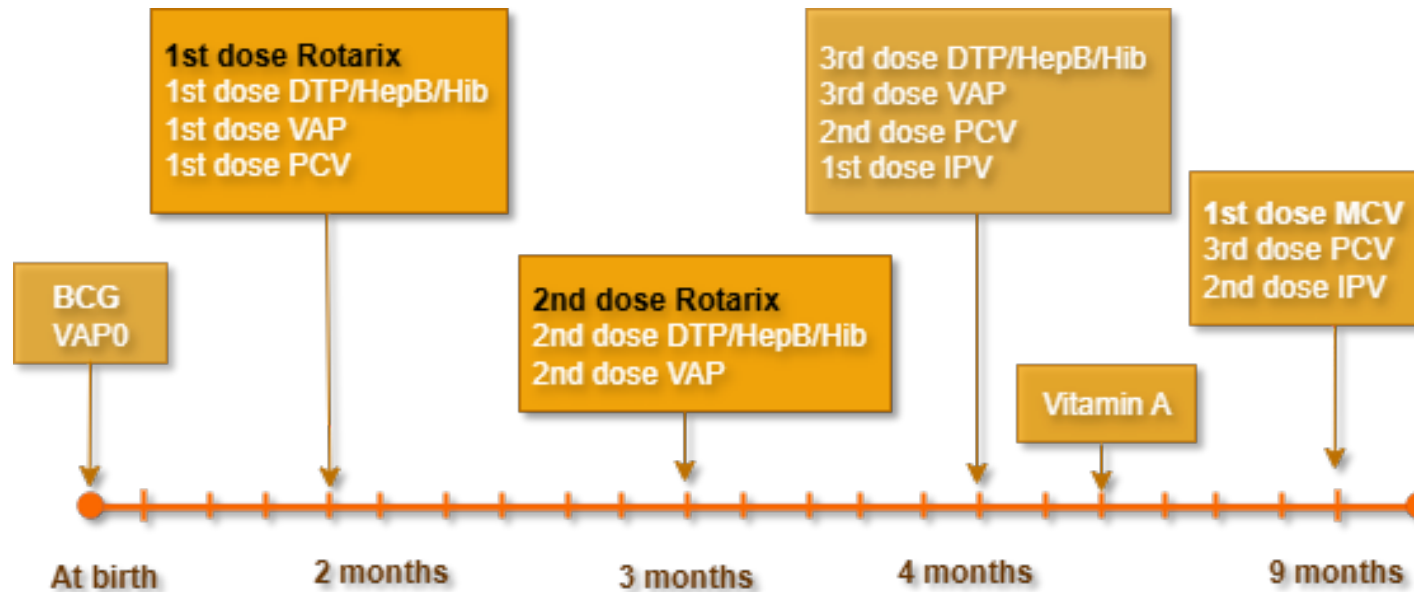 1st dose Rotarix
1st dose DTP/HepB/Hib
1st dose VAP
1st dose PCV
3rd dose DTP/HepB/Hib
3rd dose VAP
2nd dose PCV
1st dose IPV
1st dose MCV
3rd dose PCV
2nd dose IPV
BCG
VAP0
2nd dose Rotarix
2nd dose DTP/HepB/Hib
2nd dose VAP
Vitamin A
At birth
2 months
3 months
4 months
9 months